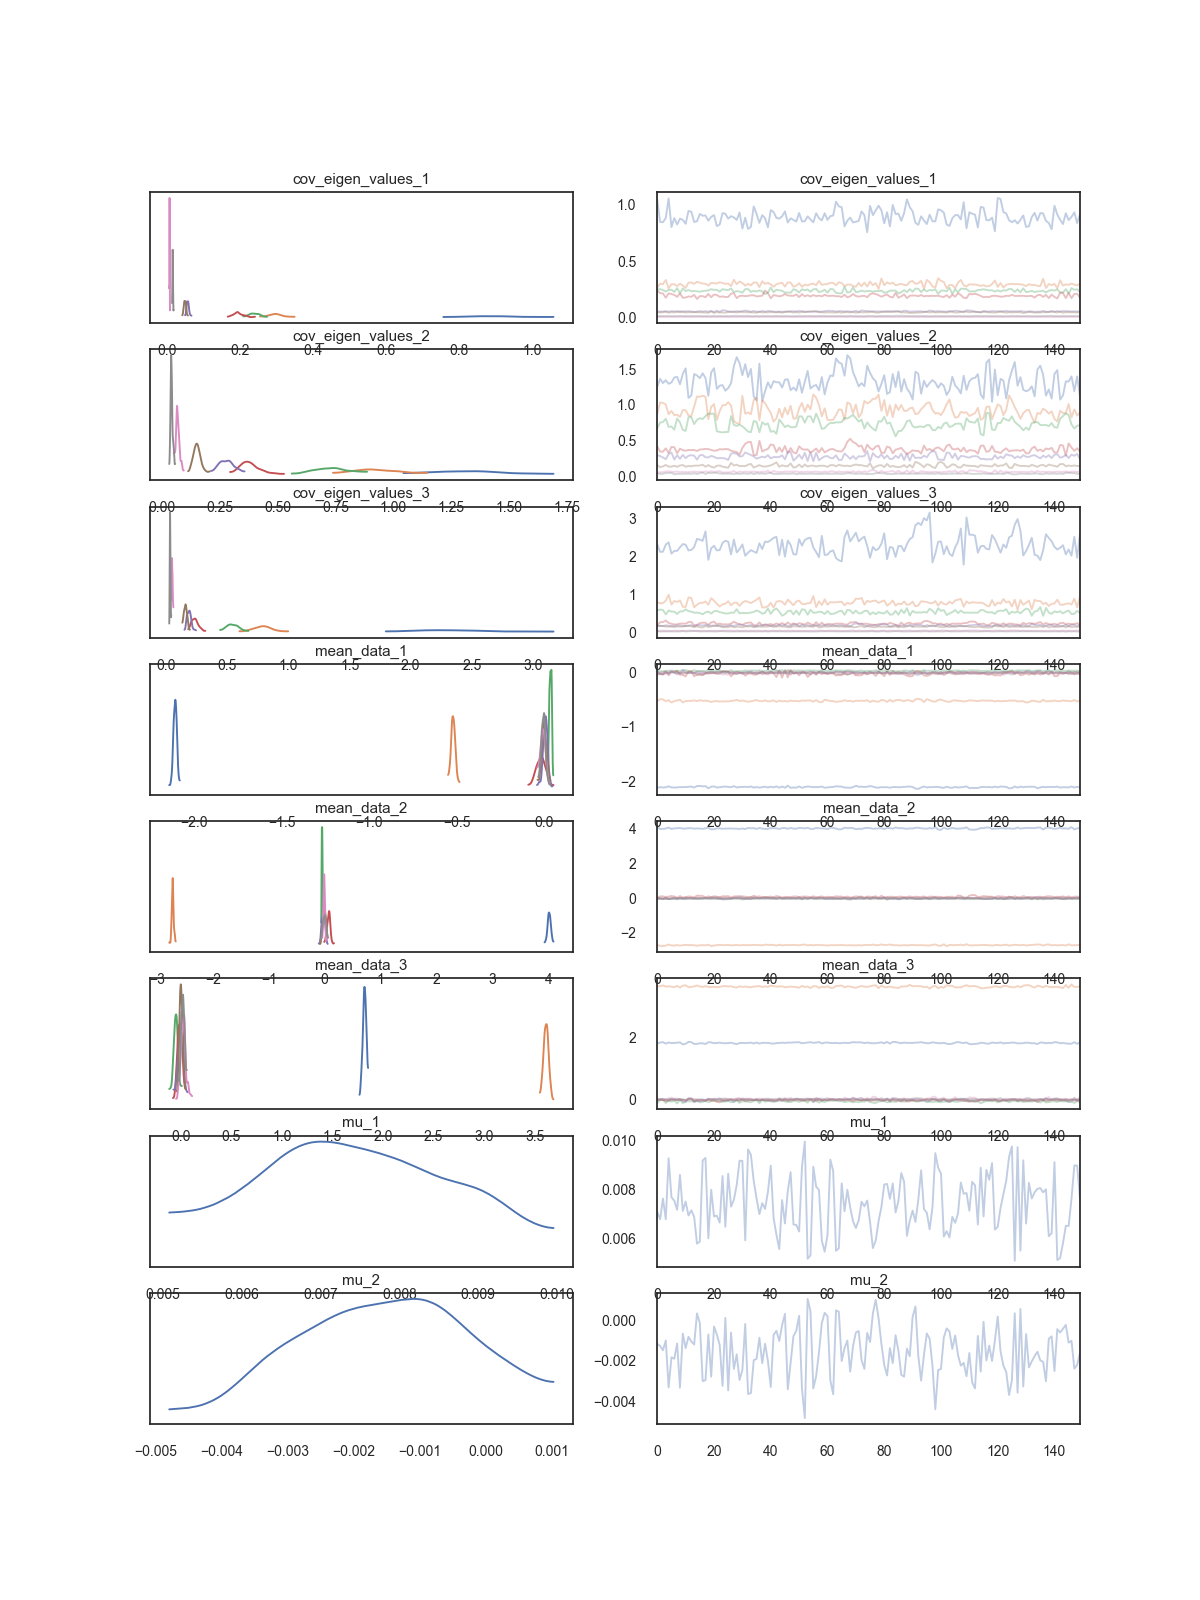 cov_eigen_values_1 cov_eigen_values_1
1.0
0.5
0.0
cov_eigen_values_2 cov_eigen_values_2
0.0 0.2 0.4 0.6 0.8 1.0 0 20 40 60 80 100 120 140
1.5
1.0
0.5
0.0
cov_eigen_values_3 cov_eigen_values_3
0.00 0.25 0.50 0.75 1.00 1.25 1.50 1.75 0 20 40 60 80 100 120 140
3
2
1
0
mean_data_1 mean_data_1
0.0 0.5 1.0 1.5 2.0 2.5 3.0 0 20 40 60 80 100 120 140
0
−1
−2
mean_data_2 mean_data_2
−2.0 −1.5 −1.0 −0.5 0.0 0 20 40 60 80 100 120 140
4
2
0
−2
mean_data_3 mean_data_3
−3 −2 −1 0 1 2 3 4 0 20 40 60 80 100 120 140
2
0
mu_1 mu_1
0.0 0.5 1.0 1.5 2.0 2.5 3.0 3.5 0 20 40 60 80 100 120 140
0.010
0.008
0.006
mu_2 mu_2
0.005 0.006 0.007 0.008 0.009 0.010 0 20 40 60 80 100 120 140
0.000
−0.002
−0.004
−0.005 −0.004 −0.003 −0.002 −0.001 0.000 0.001 0 20 40 60 80 100 120 140